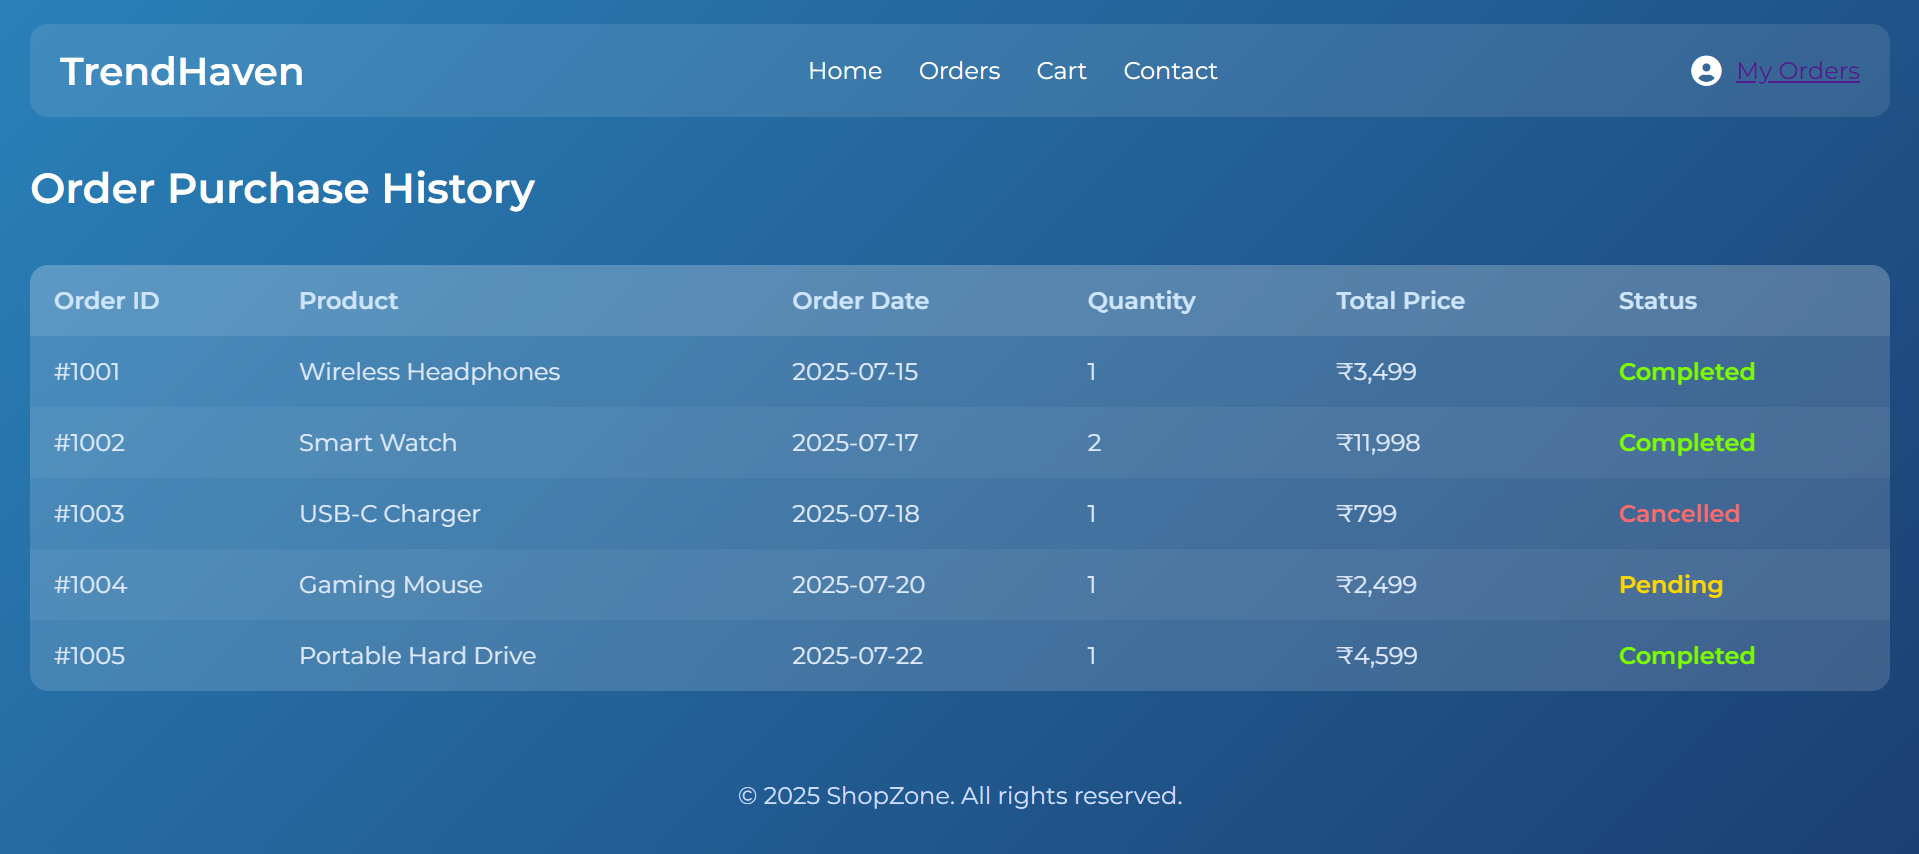 TrendHaven Home Orders Cart Contact My Orders
Order Purchase History
Order ID Product Order Date Quantity Total Price Status
#1001 Wireless Headphones 2025-07-15 1 ₹3,499 Completed
#1002 Smart Watch 2025-07-17 2 ₹11,998 Completed
#1003 USB-C Charger 2025-07-18 1 ₹799 Cancelled
#1004 Gaming Mouse 2025-07-20 1 ₹2,499 Pending
#1005 Portable Hard Drive 2025-07-22 1 ₹4,599 Completed
© 2025 ShopZone. All rights reserved.